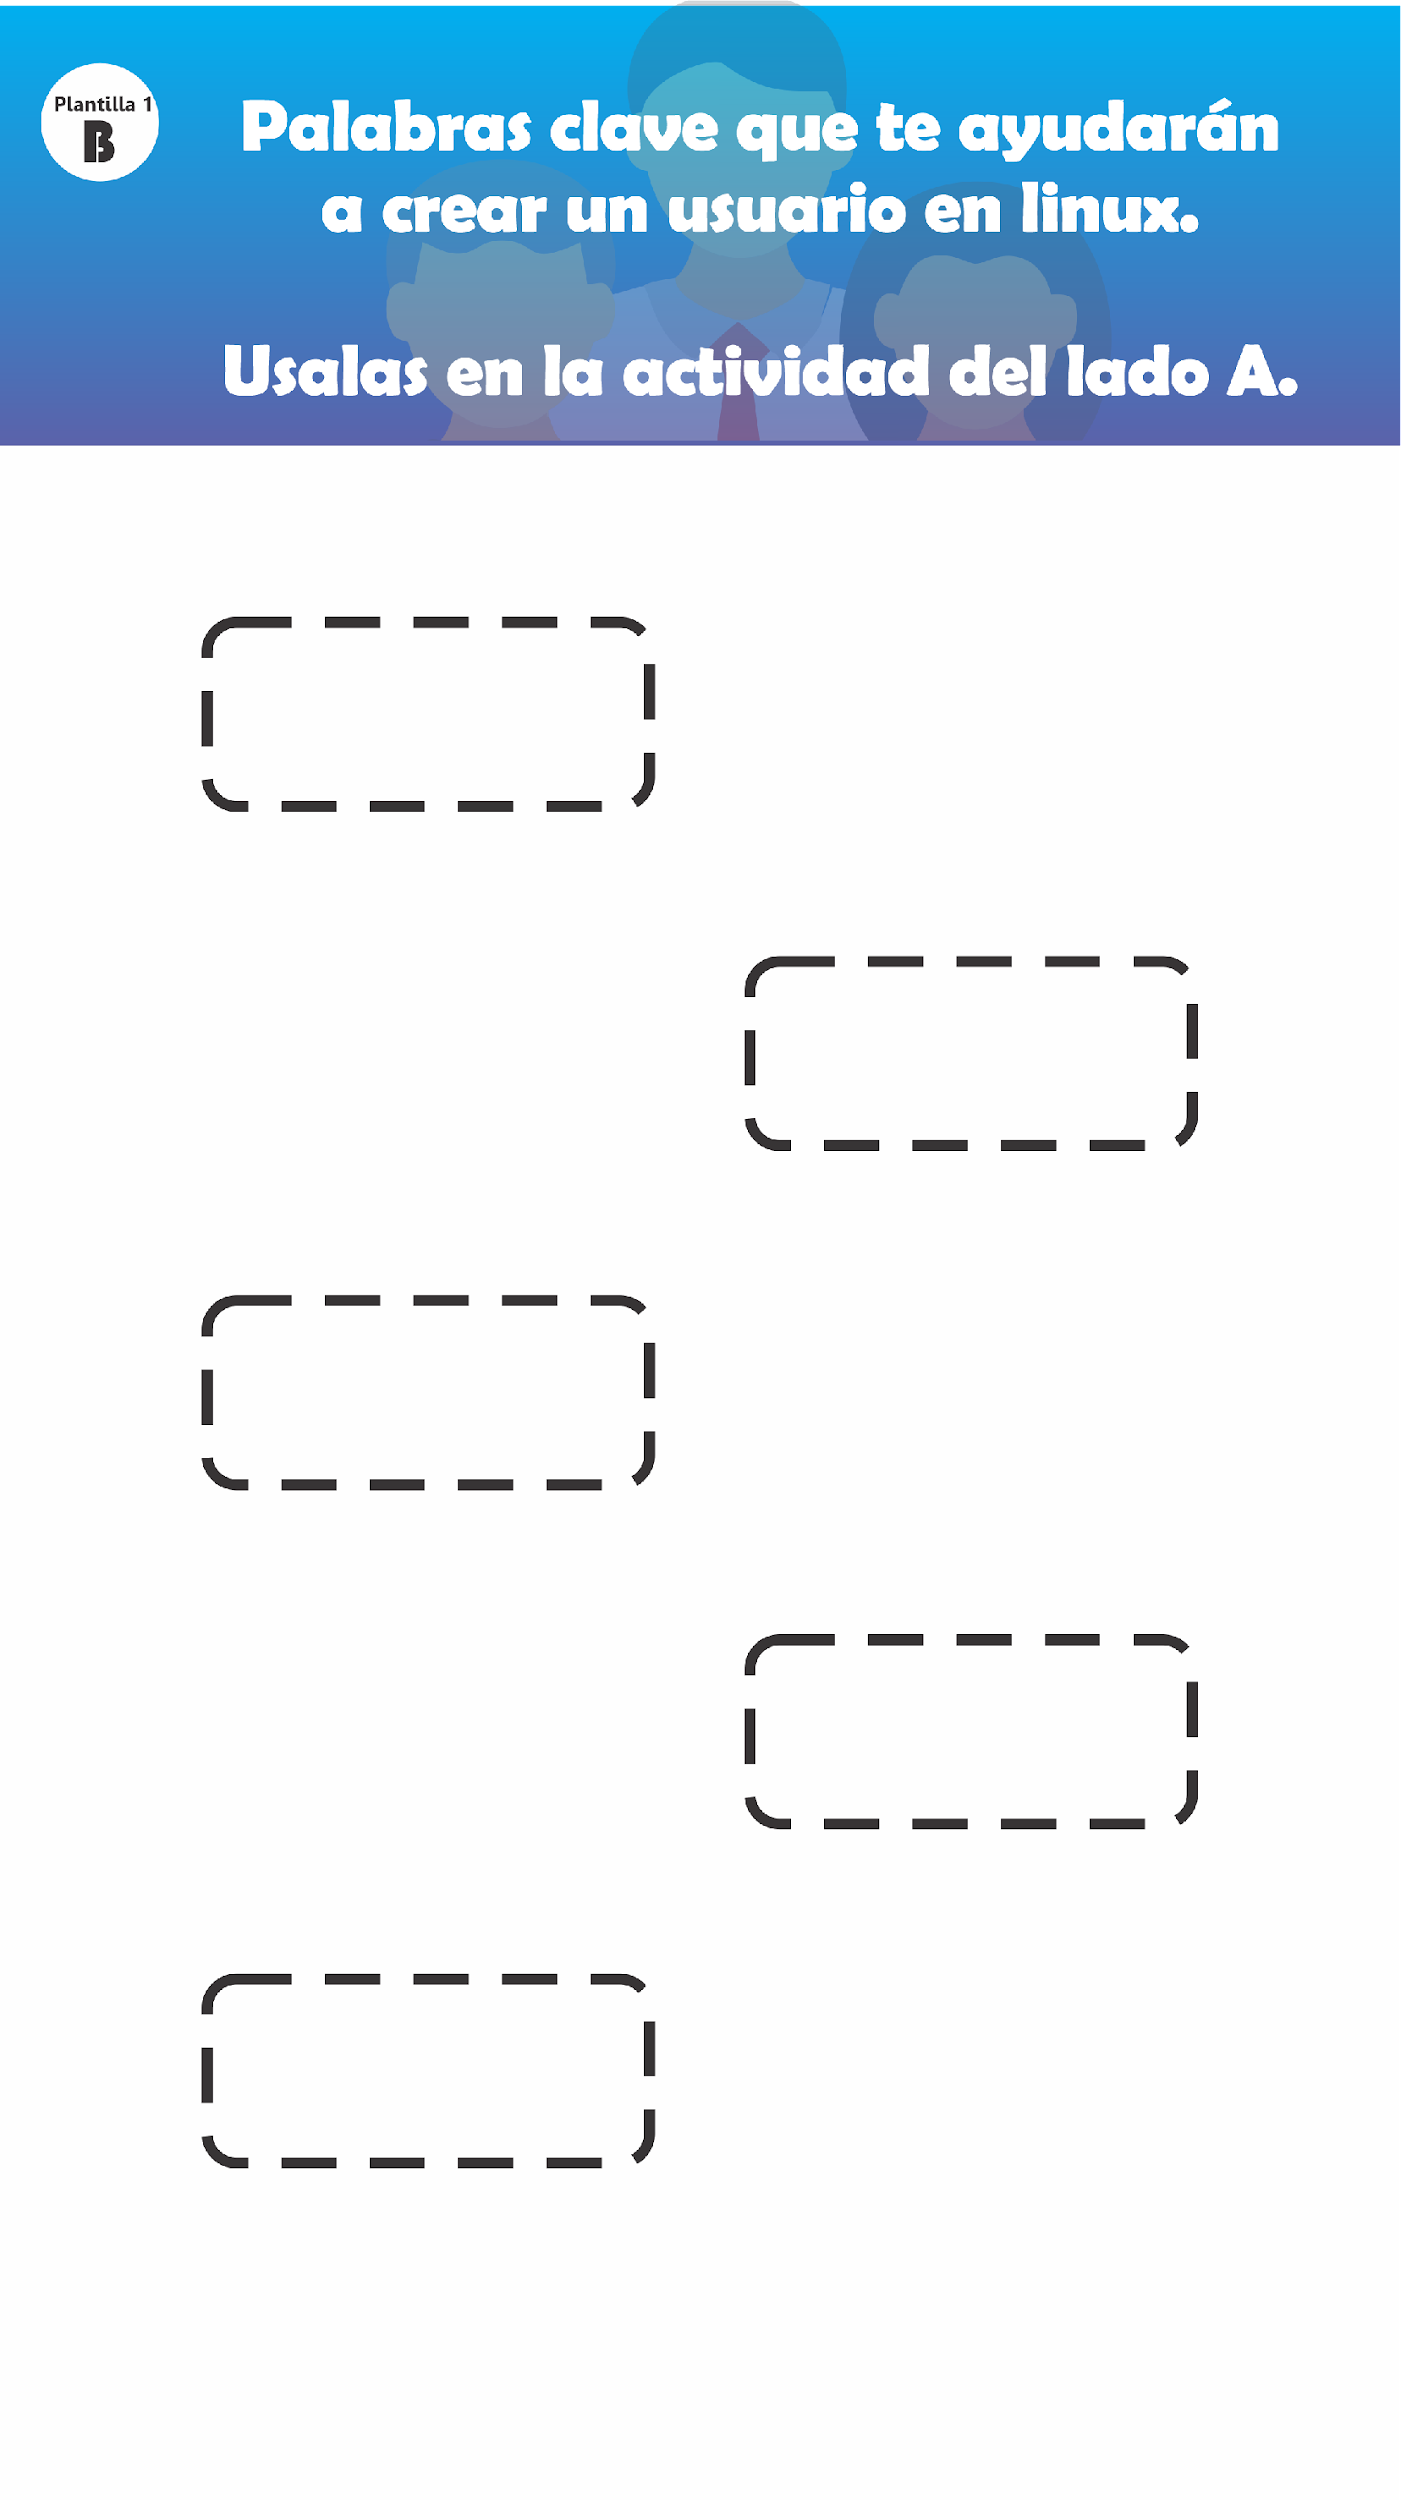 Plantilla 1
B
Palabras clave que te ayudarán
a crear un usuario en linux.
Usalas en la actividad del lado A.